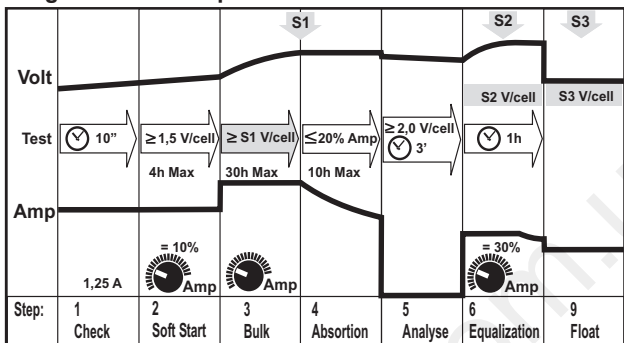 S1 S2 S3
Volt
S2 V/cell S3 V/cell
Test 10” ≥1,5 V/cell ≥ S1 V/cell ≤20% Amp ≥2,0 V/cell 3’ 1h
4h Max 30h Max 10h Max
Amp
= 10% = 30%
1,25 A Amp Amp Amp
Step: 1 2 3 4 5 6 9
Check Soft Start Bulk Absortion Analyse Equalization Float